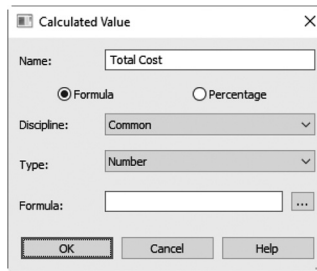 Calculated Value
Name: Total Cost
Formula Percentage
Discipline: Common
Type: Number
Formula: ...
OK Cancel Help